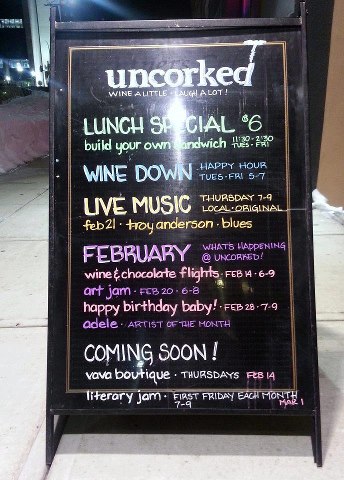 uncorked
WINE A LITTLE · LAUGH A LOT!
LUNCH SPECIAL $6
build your own sandwich 11:30-2:30 TUES-FRI
WINE DOWN HAPPY HOUR TUES-FRI 5-7
LIVE MUSIC THURSDAY 7-9 LOCAL·ORIGINAL
feb 21 · troy anderson · blues
FEBRUARY WHAT'S HAPPENING @ UNCORKED!
wine & chocolate flights · FEB 14 · 6-9
art jam · FEB 20 · 6-8
happy birthday baby! · FEB 28 · 7-9
adele · ARTIST OF THE MONTH
COMING SOON!
vava boutique · THURSDAYS FEB 14
literary jam · FIRST FRIDAY EACH MONTH
7-9 MAR 1